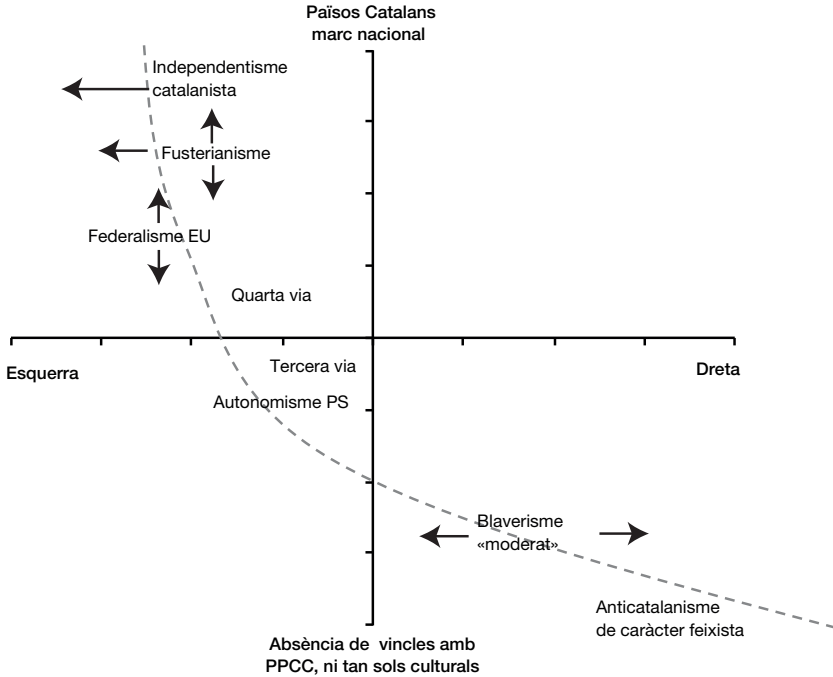 Països Catalans
marc nacional
Independentisme
catalanista
Fusterianisme
Federalisme EU
Quarta via
Esquerra
Tercera via
Dreta
Autonomisme PS
Blaverisme
«moderat»
Anticatalanisme
de caràcter feixista
Absència de vincles amb
PPCC, ni tan sols culturals